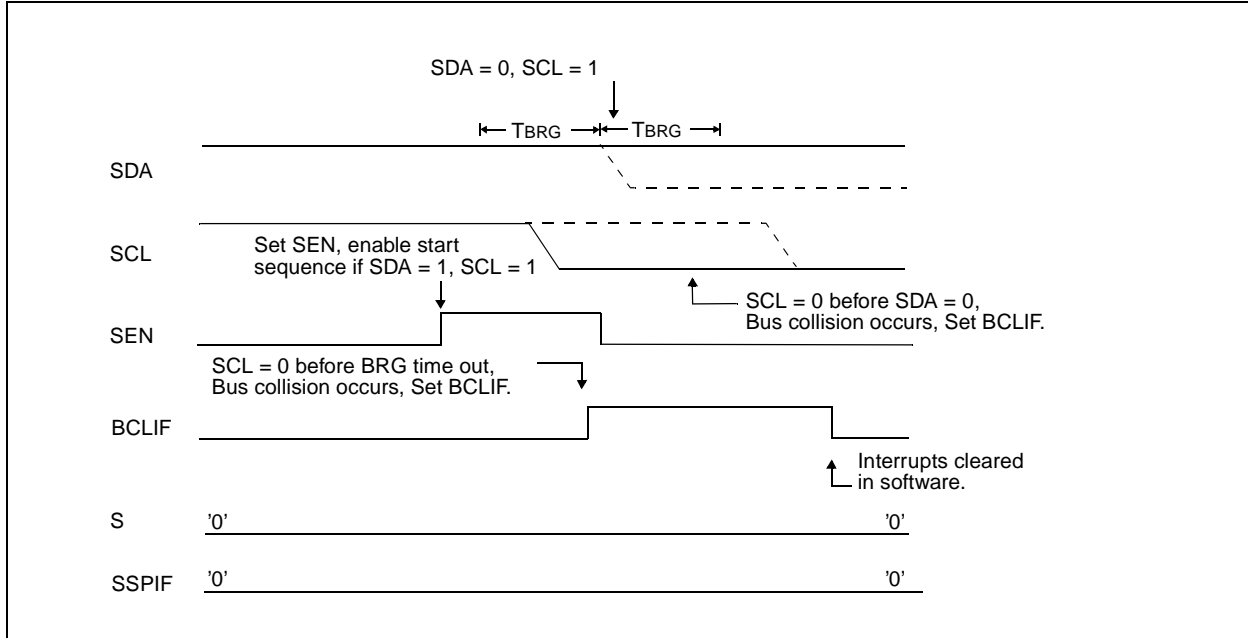 SDA = 0, SCL = 1
TBRG TBRG
SDA
SCL
Set SEN, enable start
sequence if SDA = 1, SCL = 1
SCL = 0 before SDA = 0,
Bus collision occurs, Set BCLIF.
SEN
SCL = 0 before BRG time out,
Bus collision occurs, Set BCLIF.
BCLIF
Interrupts cleared
in software.
S '0' '0'
SSPIF '0' '0'